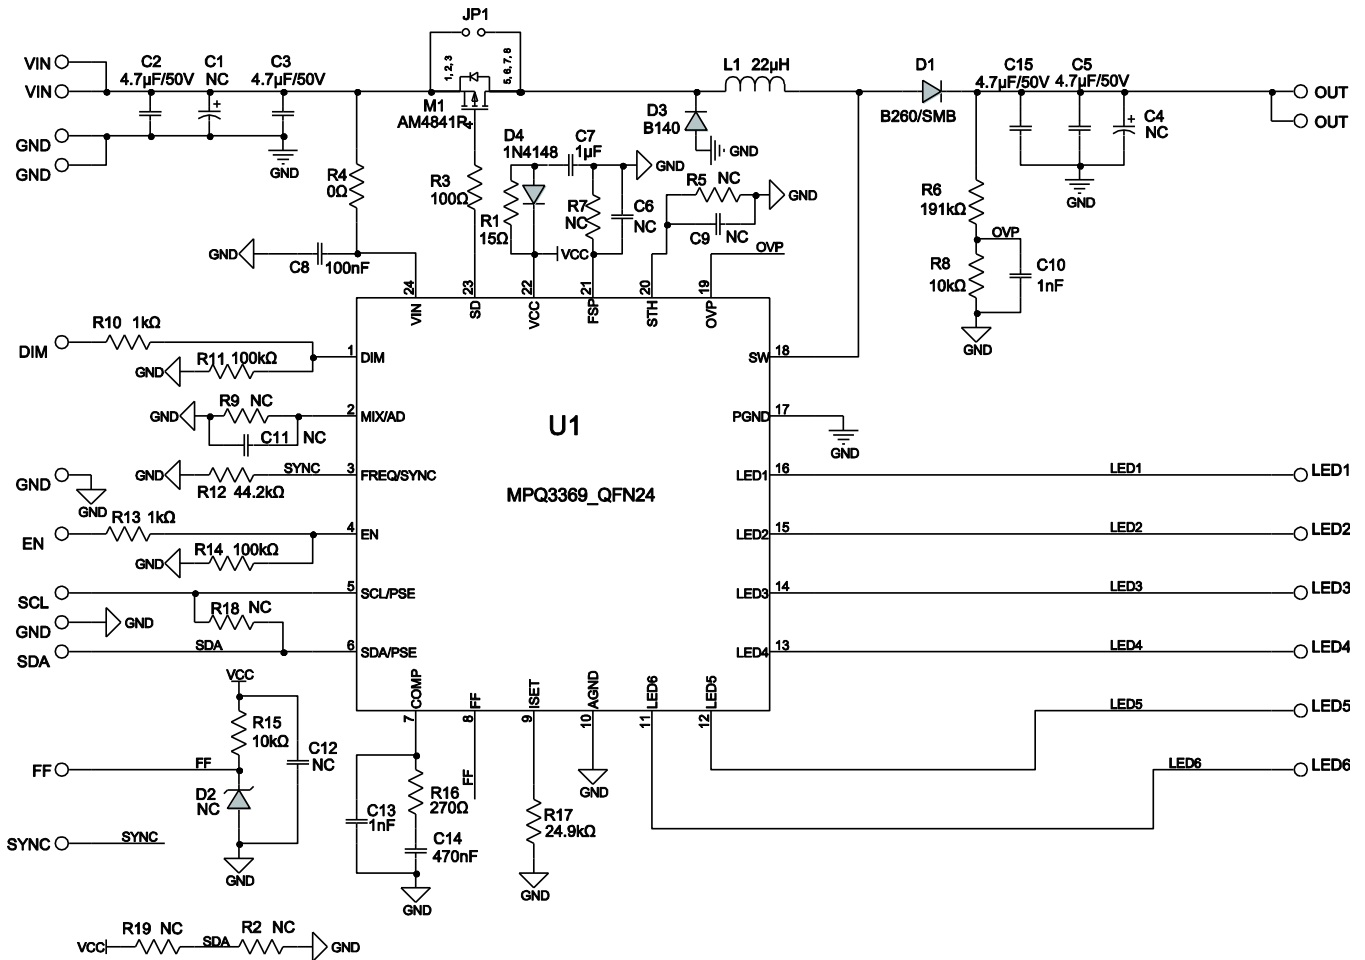 JP1
VIN
VIN
GND
GND
C2
4.7µF/50V
C1
NC
C3
4.7µF/50V
GND
1, 2, 3
5, 6, 7, 8
M1
AM4841R
L1 22µH
D3
B140
GND
D1
B260/SMB
C15
4.7µF/50V
C5
4.7µF/50V
C4
NC
GND
OUT
OUT
R4
0Ω
R3
100Ω
D4
1N4148
C7
1µF
R1
15Ω
VCC
R7
NC
C6
NC
GND
R5 NC
C9 NC
GND
OVP
R6
191kΩ
OVP
R8
10kΩ
C10
1nF
GND
GND
C8 100nF
24
VIN
23
SD
22
VCC
21
FSP
20
STH
19
OVP
DIM
R10 1kΩ
GND
R11 100kΩ
1 DIM
GND
R9 NC
C11 NC
2 MIX/AD
GND
GND
GND
R12 44.2kΩ
SYNC
3 FREQ/SYNC
EN
R13 1kΩ
GND
R14 100kΩ
4 EN
SCL
5 SCL/PSE
GND
GND
R18 NC
SDA
SDA
6 SDA/PSE
U1
MPQ3369_QFN24
SW 18
PGND 17
GND
LED1 16
LED1
LED1
LED2 15
LED2
LED2
LED3 14
LED3
LED3
LED4 13
LED4
LED4
LED5
LED5
LED6
LED6
COMP
7
FF
8
ISET
9
AGND
10
LED6
11
LED5
12
VCC
R15
10kΩ
C12
NC
FF
FF
D2
NC
GND
SYNC
SYNC
C13
1nF
R16
270Ω
C14
470nF
GND
FF
R17
24.9kΩ
GND
GND
VCC
R19 NC
SDA
R2 NC
GND